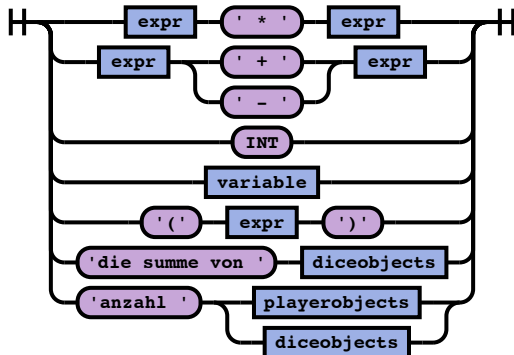 expr ' * ' expr
expr ' + ' expr
' - '
INT
variable
'(' expr ')'
'die summe von ' diceobjects
'anzahl ' playerobjects
diceobjects